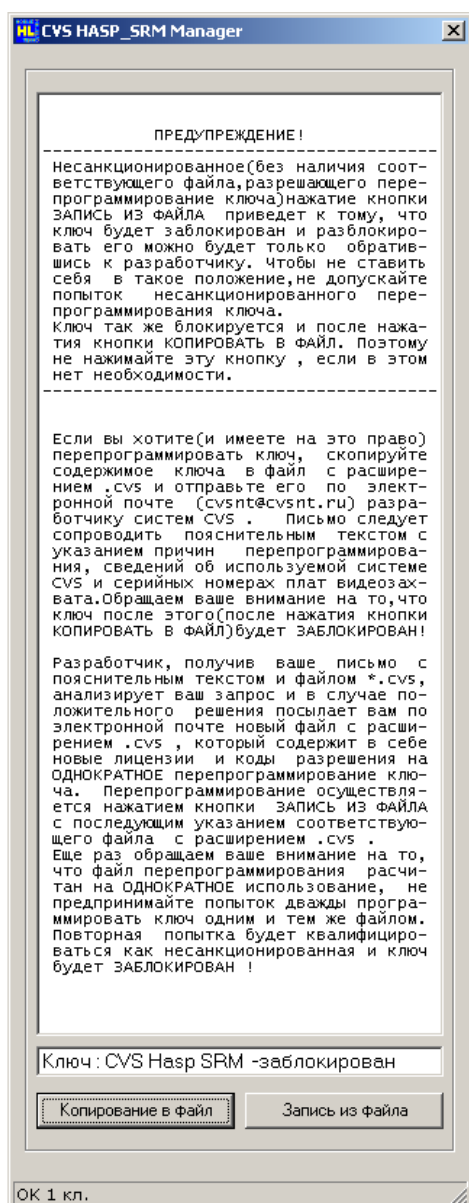 CVS HASP_SRM Manager
ПРЕДУПРЕЖДЕНИЕ!
----------------------------------------
Несанкционированное(без наличия соот-
ветствующего файла,разрешающего пере-
программирование ключа)нажатие кнопки
ЗАПИСЬ ИЗ ФАЙЛА приведет к тому, что
ключ будет заблокирован и разблокиро-
вать его можно будет только обратив-
шись к разработчику. Чтобы не ставить
себя в такое положение,не допускайте
попыток несанкционированного пере-
программирования ключа.
Ключ так же блокируется и после нажа-
тия кнопки КОПИРОВАТЬ В ФАЙЛ. Поэтому
не нажимайте эту кнопку , если в этом
нет необходимости.
----------------------------------------
Если вы хотите(и имеете на это право)
перепрограммировать ключ, скопируйте
содержимое ключа в файл с расшире-
нием .cvs и отправьте его по элект-
ронной почте (cvsnt@cvsnt.ru) разра-
ботчику систем CVS . Письмо следует
сопроводить пояснительным текстом с
указанием причин перепрограммирова-
ния, сведений об используемой системе
CVS и серийных номерах плат видеозах-
вата.Обращаем ваше внимание на то,что
ключ после этого(после нажатия кнопки
КОПИРОВАТЬ В ФАЙЛ)будет ЗАБЛОКИРОВАН!
Разработчик, получив ваше письмо с
пояснительным текстом и файлом *.cvs,
анализирует ваш запрос и в случае по-
ложительного решения посылает вам по
электронной почте новый файл с расши-
рением .cvs , который содержит в себе
новые лицензии и коды разрешения на
ОДНОКРАТНОЕ перепрограммирование клю-
ча. Перепрограммирование осуществля-
ется нажатием кнопки ЗАПИСЬ ИЗ ФАЙЛА
с последующим указанием соответствую-
щего файла с расширением .cvs .
Еще раз обращаем ваше внимание на то,
что файл перепрограммирования расчи-
тан на ОДНОКРАТНОЕ использование, не
предпринимайте попыток дважды програ-
ммировать ключ одним и тем же файлом.
Повторная попытка будет квалифициро-
ваться как несанкционированная и ключ
будет ЗАБЛОКИРОВАН !
Ключ : CVS Hasp SRM -заблокирован
Копирование в файл Запись из файла
ОК 1 кл.